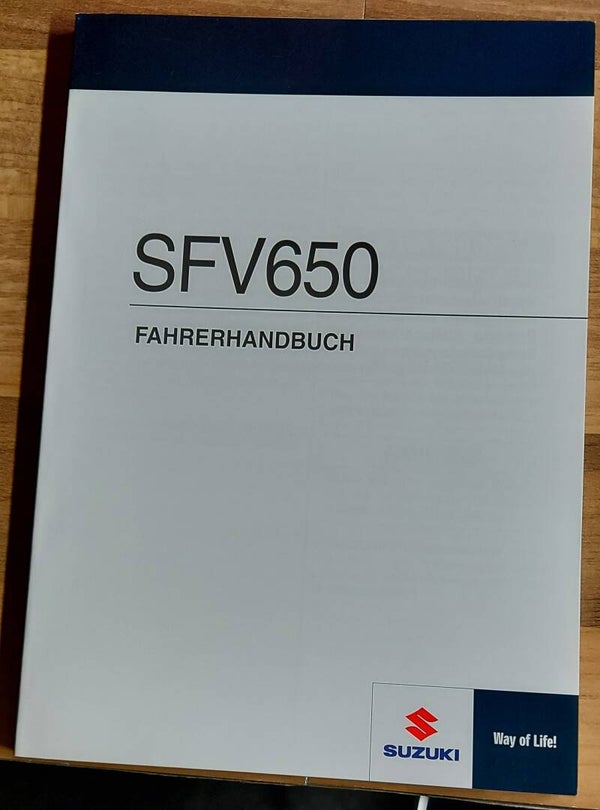 SFV650
FAHRERHANDBUCH
SUZUKI
Way of Life!